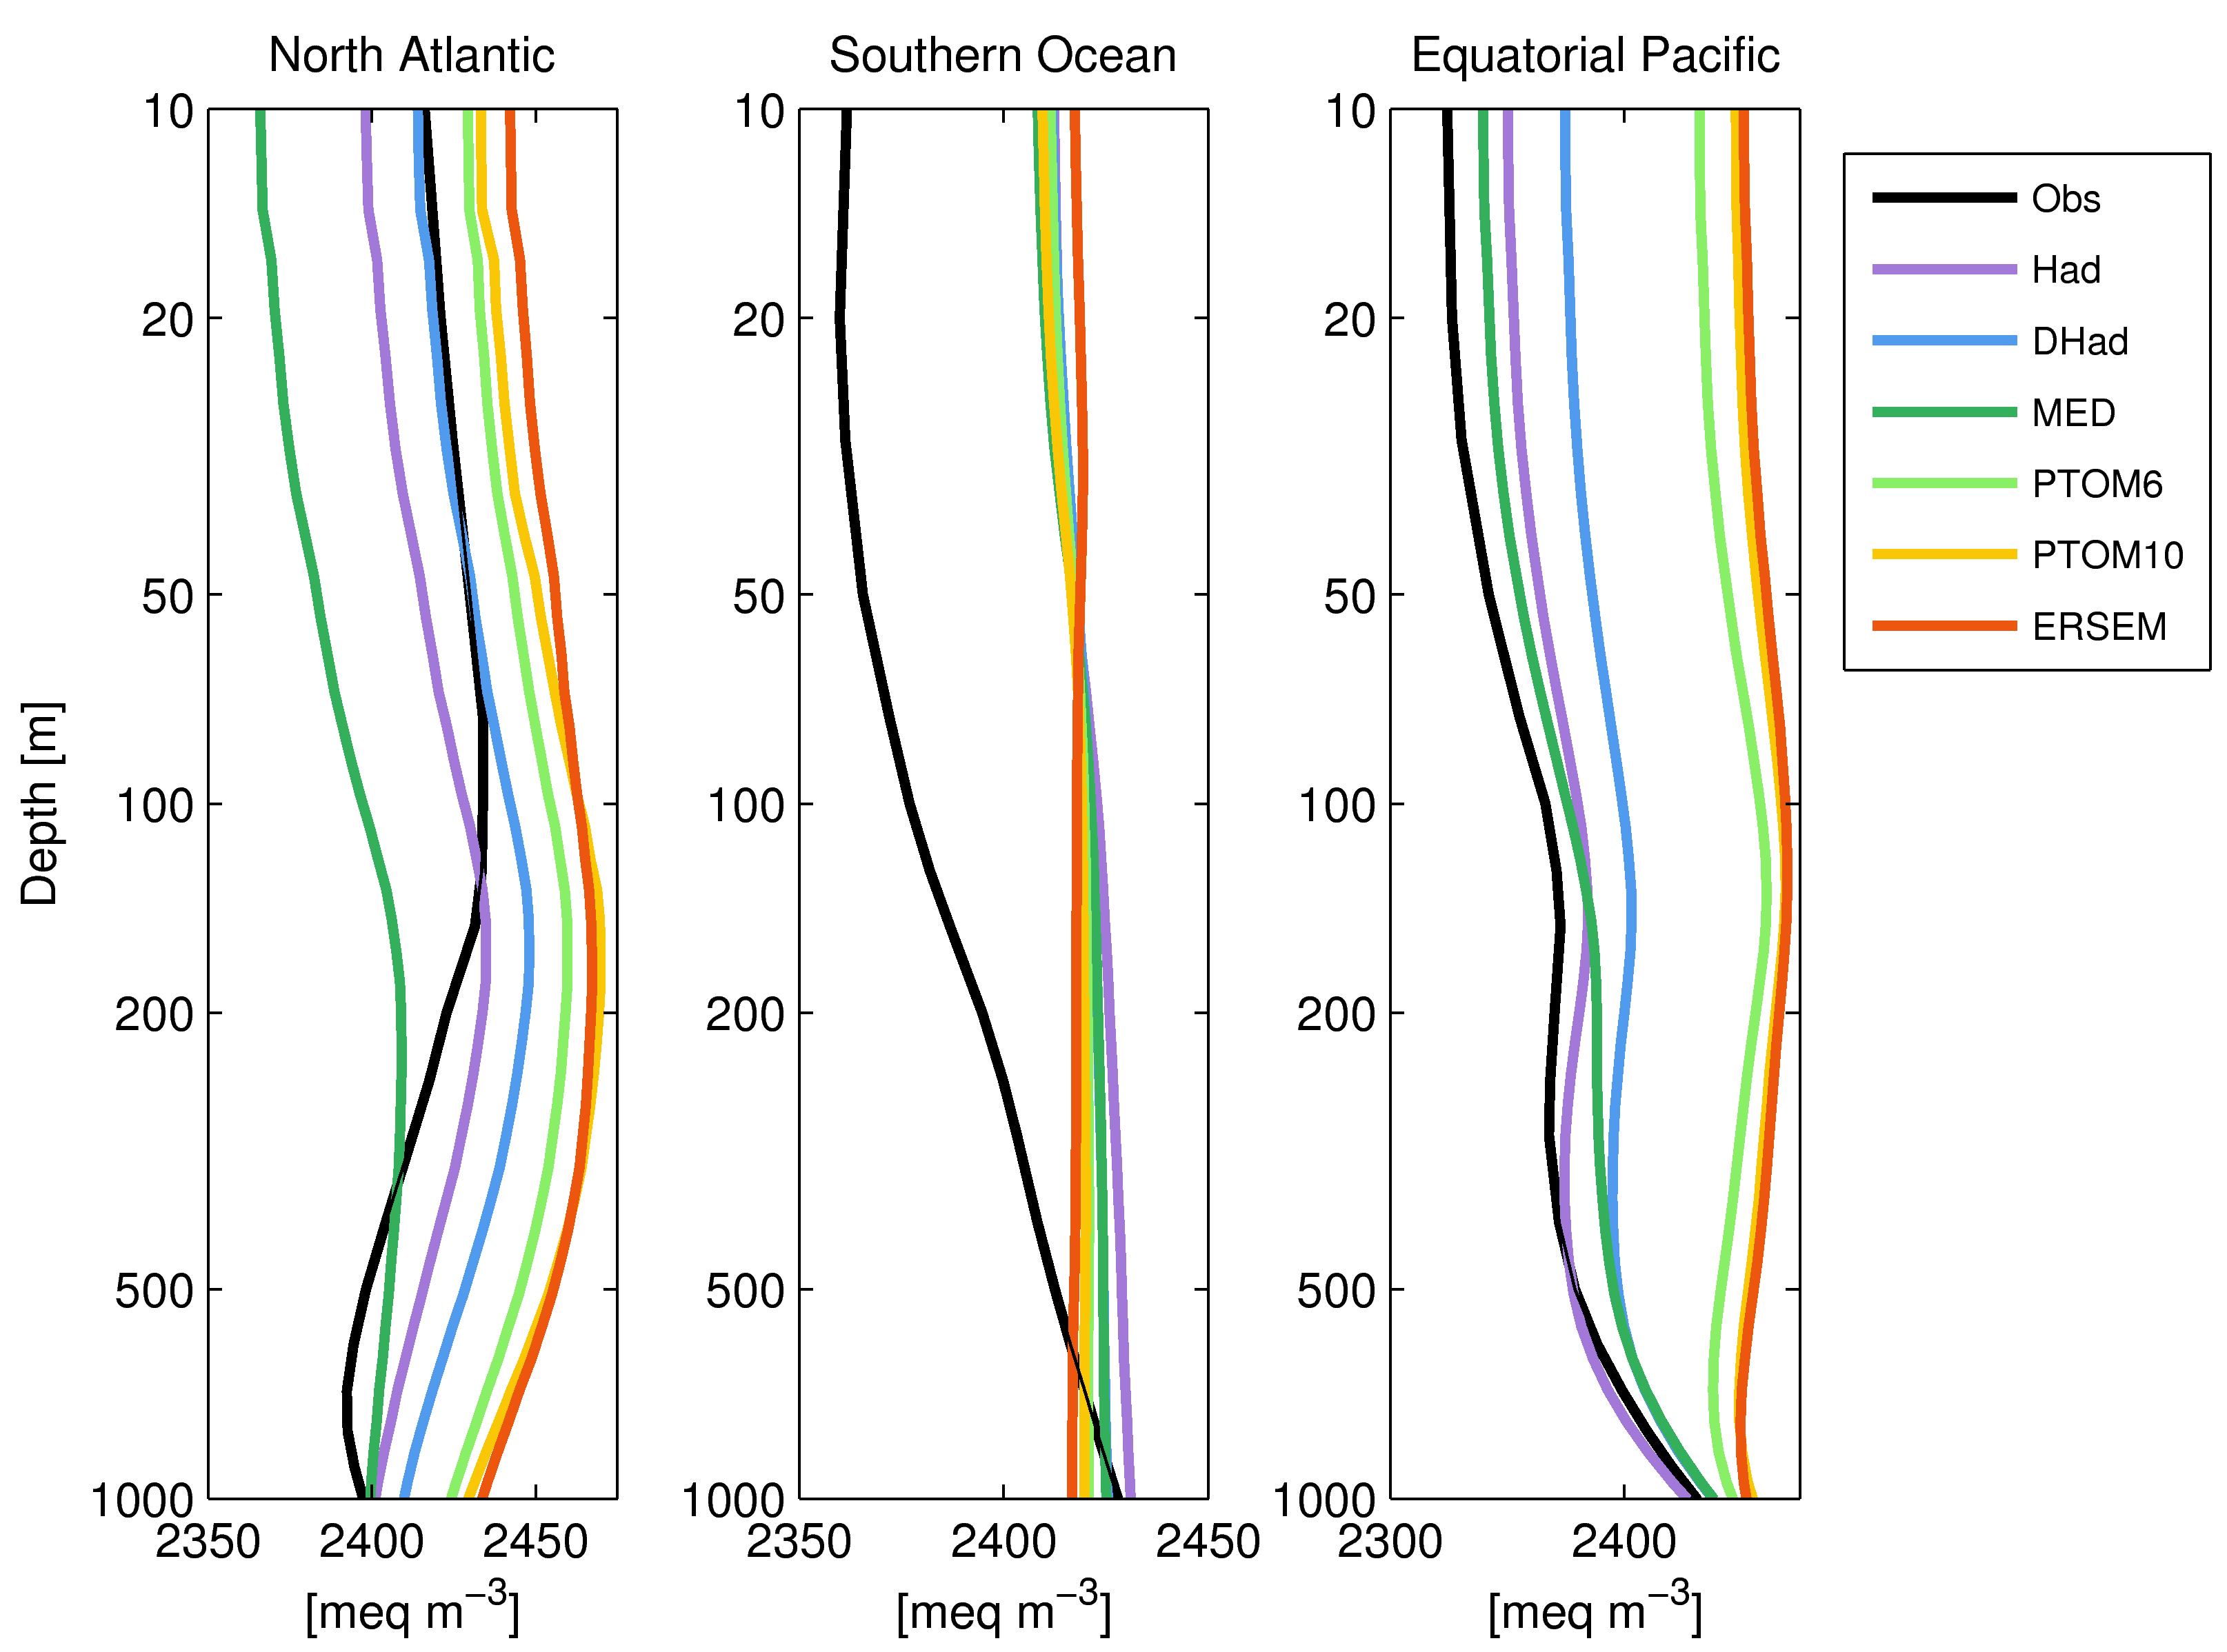 North Atlantic
Southern Ocean
Equatorial Pacific
Depth [m]
10
20
50
100
200
500
1000
2350
2400
2450
[meq m−3]
10
20
50
100
200
500
1000
2350
2400
2450
[meq m−3]
10
20
50
100
200
500
1000
2300
2400
[meq m−3]
Obs
Had
DHad
MED
PTOM6
PTOM10
ERSEM